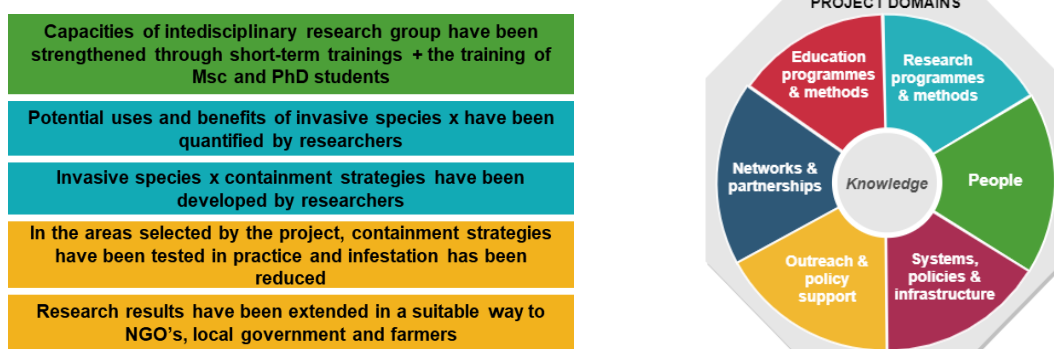 Capacities of intedisciplinary research group have been
strengthened through short-term trainings + the training of
Msc and PhD students
Potential uses and benefits of invasive species x have been
quantified by researchers
Invasive species x containment strategies have been
developed by researchers
In the areas selected by the project, containment strategies
have been tested in practice and infestation has been
reduced
Research results have been extended in a suitable way to
NGO's, local government and farmers
PROJECT DOMAINS
Education
programmes
& methods
Research
programmes
& methods
Networks &
partnerships
Knowledge
People
Outreach &
policy
support
Systems,
policies &
infrastructure